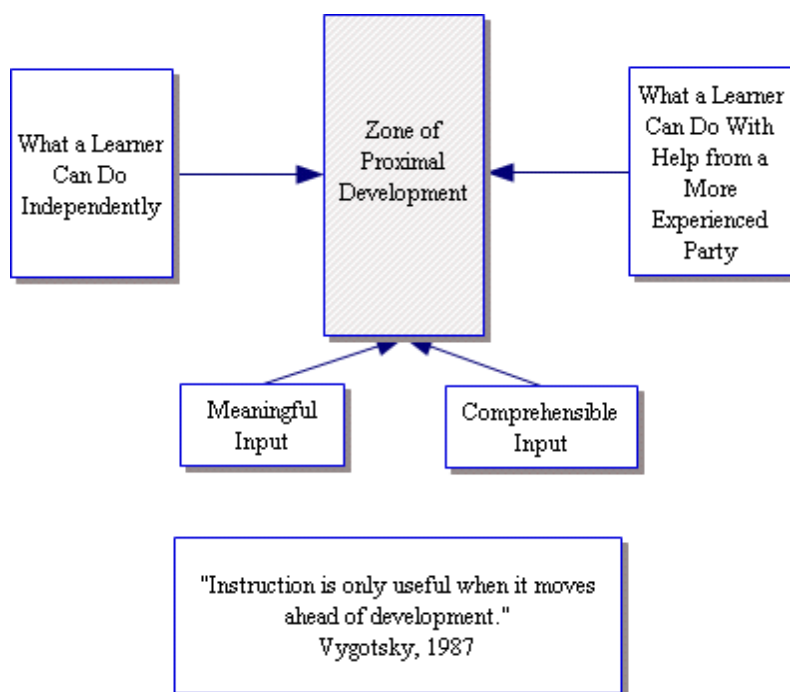 What a Learner
Can Do
Independently
Zone of
Proximal
Development
What a Learner
Can Do With
Help from a
More
Experienced
Party
Meaningful
Input
Comprehensible
Input
"Instruction is only useful when it moves
ahead of development."
Vygotsky, 1987